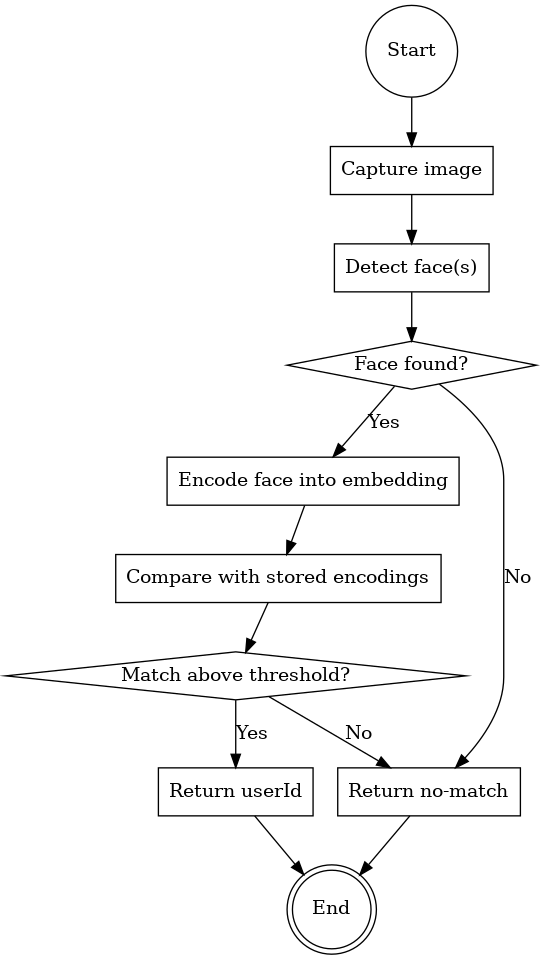 Start
Capture image
Detect face(s)
Face found?
Yes
Encode face into embedding
Compare with stored encodings
No
Match above threshold?
Yes
No
Return userId
Return no-match
End